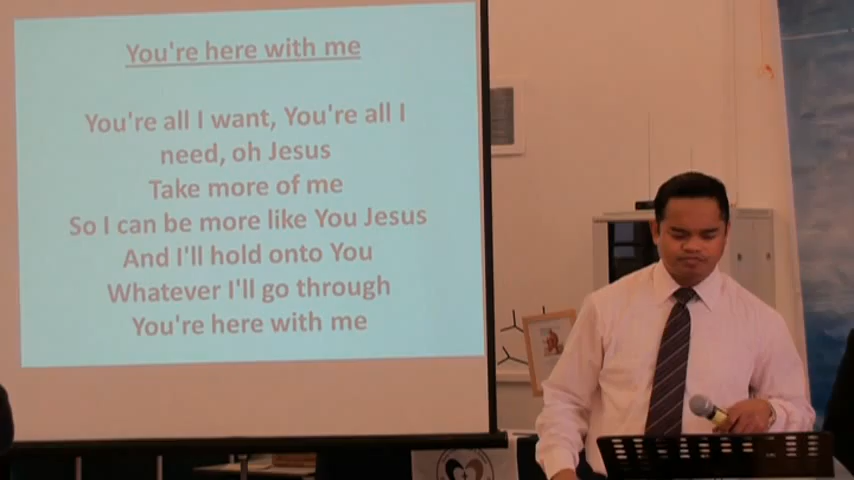 You're here with me
You're all I want, You're all I
need, oh Jesus
Take more of me
So I can be more like You Jesus
And I'll hold onto You
Whatever I'll go through
You're here with me